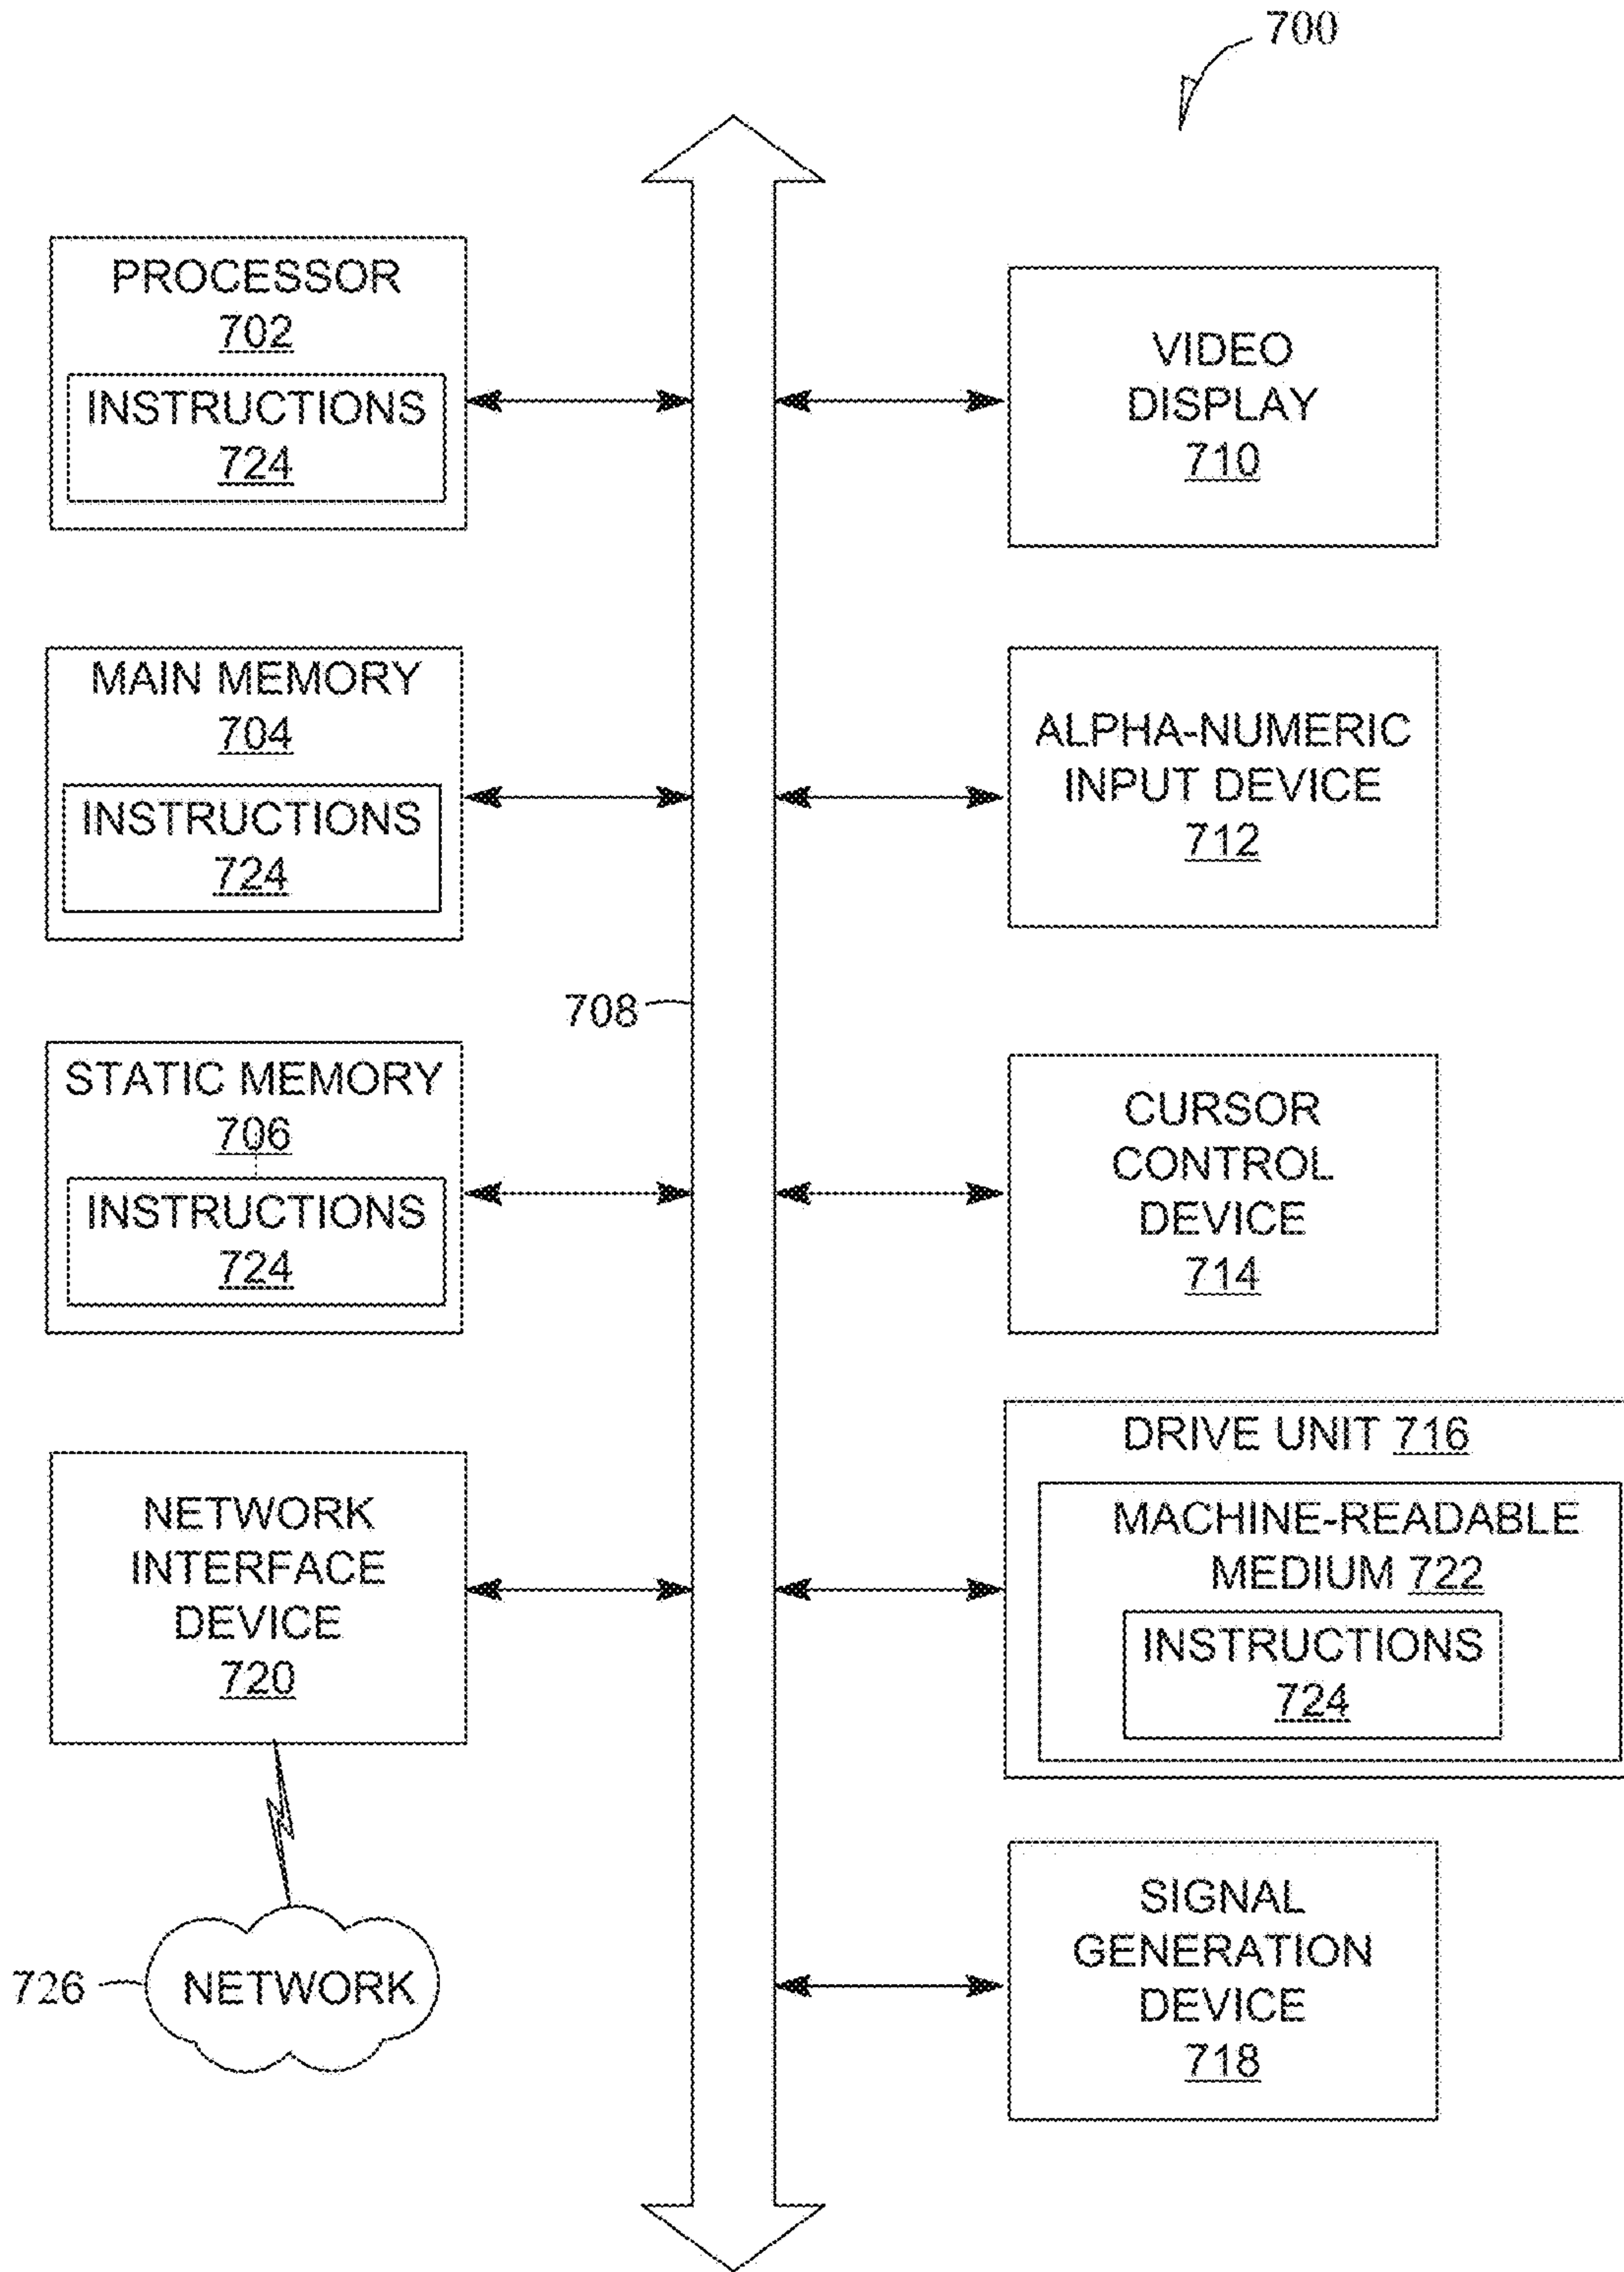 700
PROCESSOR
702
INSTRUCTIONS
724
MAIN MEMORY
704
INSTRUCTIONS
724
708
STATIC MEMORY
706
INSTRUCTIONS
724
NETWORK
INTERFACE
DEVICE
720
726
NETWORK
VIDEO
DISPLAY
710
ALPHA-NUMERIC
INPUT DEVICE
712
CURSOR
CONTROL
DEVICE
714
DRIVE UNIT 716
MACHINE-READABLE
MEDIUM 722
INSTRUCTIONS
724
SIGNAL
GENERATION
DEVICE
718